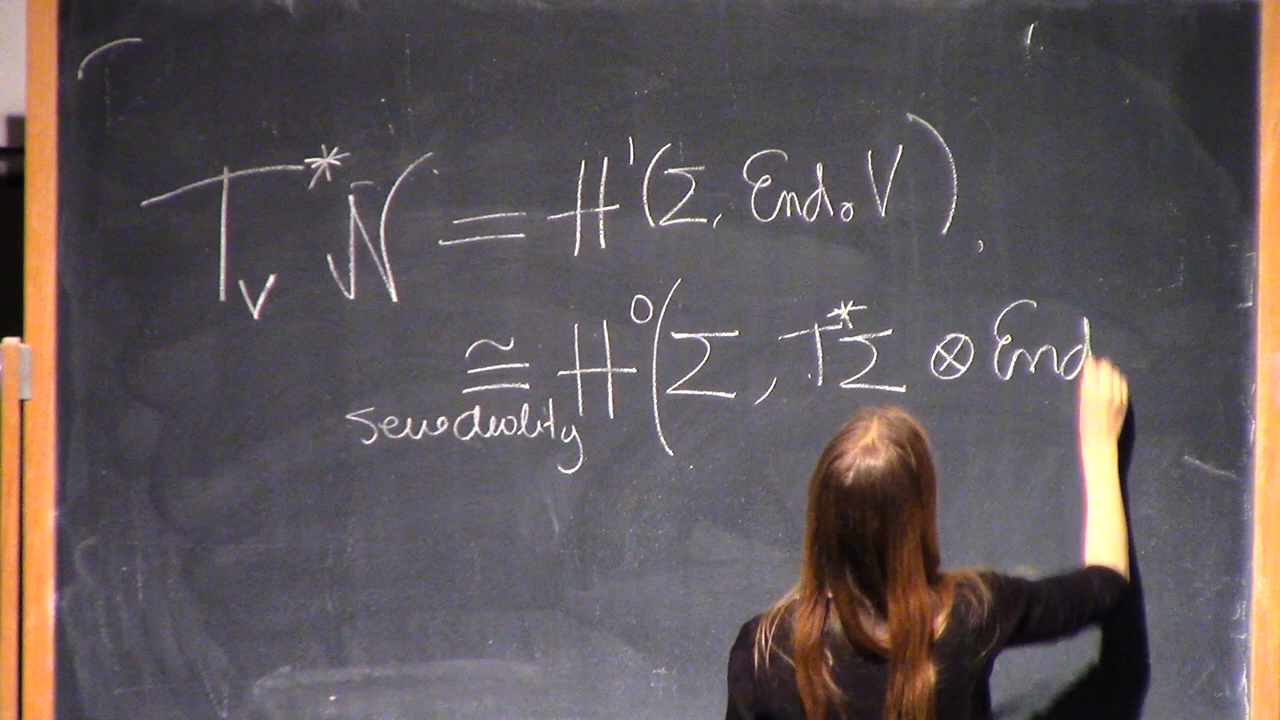 T*_V N = H¹(Σ, End₀ V),
≅ H⁰(Σ, T*Σ ⊗ End
Serre duality